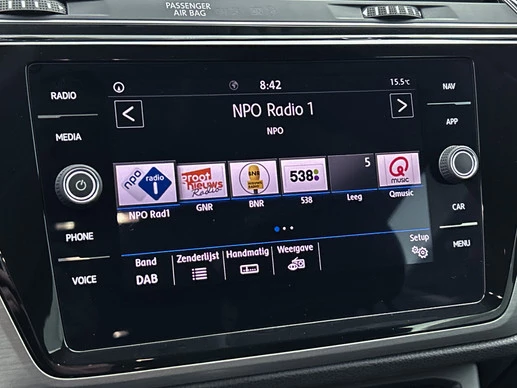 PASSENGER
AIR BAG
RADIO
MEDIA
PHONE
VOICE
NAV
APP
CAR
MENU
8:42
15.5°C
NPO Radio 1
NPO
npo radio 1
groot nieuws Radio
BNR
538
5
Q music
NPO Rad1
GNR
BNR
538
Leeg
Qmusic
Band
DAB
Zenderlijst
Handmatig
Weergave
Setup